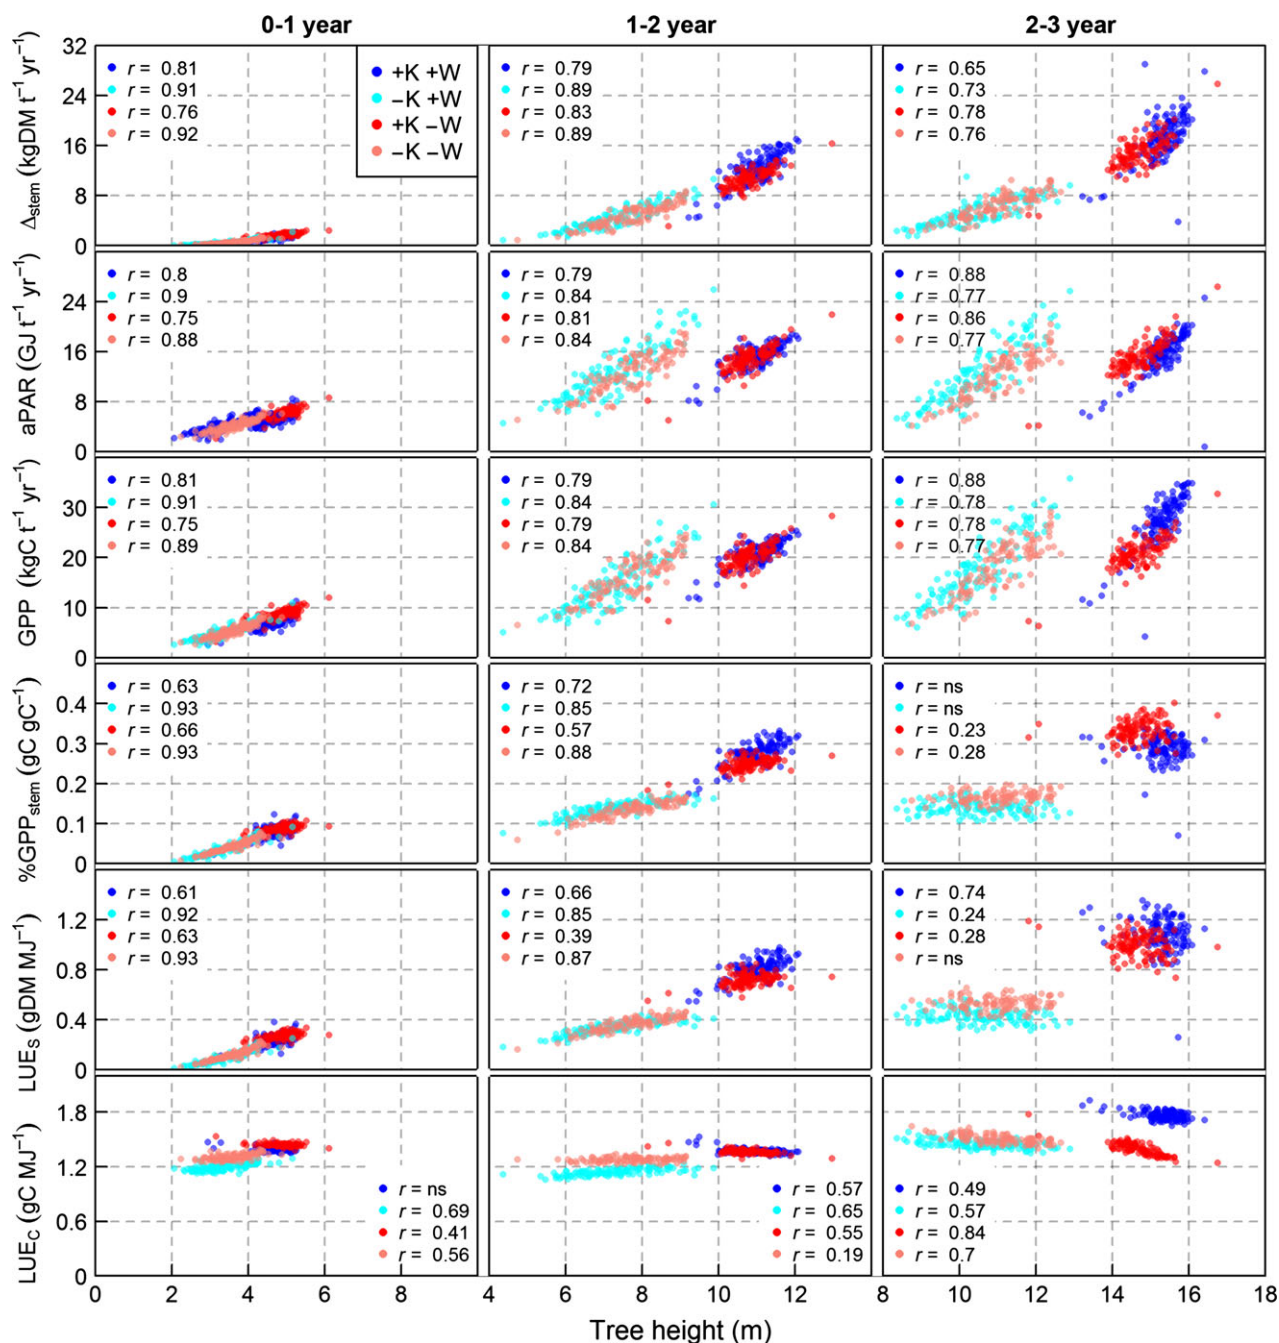 0-1 year
1-2 year
2-3 year
Δstem (kgDM t⁻¹ yr⁻¹)
32
24
16
8
0
r = 0.81
r = 0.91
r = 0.76
r = 0.92
+K +W
−K +W
+K −W
−K −W
r = 0.79
r = 0.89
r = 0.83
r = 0.89
r = 0.65
r = 0.73
r = 0.78
r = 0.76
aPAR (GJ t⁻¹ yr⁻¹)
24
16
8
0
r = 0.8
r = 0.9
r = 0.75
r = 0.88
r = 0.79
r = 0.84
r = 0.81
r = 0.84
r = 0.88
r = 0.77
r = 0.86
r = 0.77
GPP (kgC t⁻¹ yr⁻¹)
30
20
10
0
r = 0.81
r = 0.91
r = 0.75
r = 0.89
r = 0.79
r = 0.84
r = 0.79
r = 0.84
r = 0.88
r = 0.78
r = 0.78
r = 0.77
%GPPstem (gC gC⁻¹)
0.4
0.3
0.2
0.1
0
r = 0.63
r = 0.93
r = 0.66
r = 0.93
r = 0.72
r = 0.85
r = 0.57
r = 0.88
r = ns
r = ns
r = 0.23
r = 0.28
LUES (gDM MJ⁻¹)
1.2
0.8
0.4
0
r = 0.61
r = 0.92
r = 0.63
r = 0.93
r = 0.66
r = 0.85
r = 0.39
r = 0.87
r = 0.74
r = 0.24
r = 0.28
r = ns
LUEC (gC MJ⁻¹)
1.8
1.2
0.6
0
r = ns
r = 0.69
r = 0.41
r = 0.56
r = 0.57
r = 0.65
r = 0.55
r = 0.19
r = 0.49
r = 0.57
r = 0.84
r = 0.7
0 2 4 6 8
4 6 8 10 12
8 10 12 14 16 18
Tree height (m)